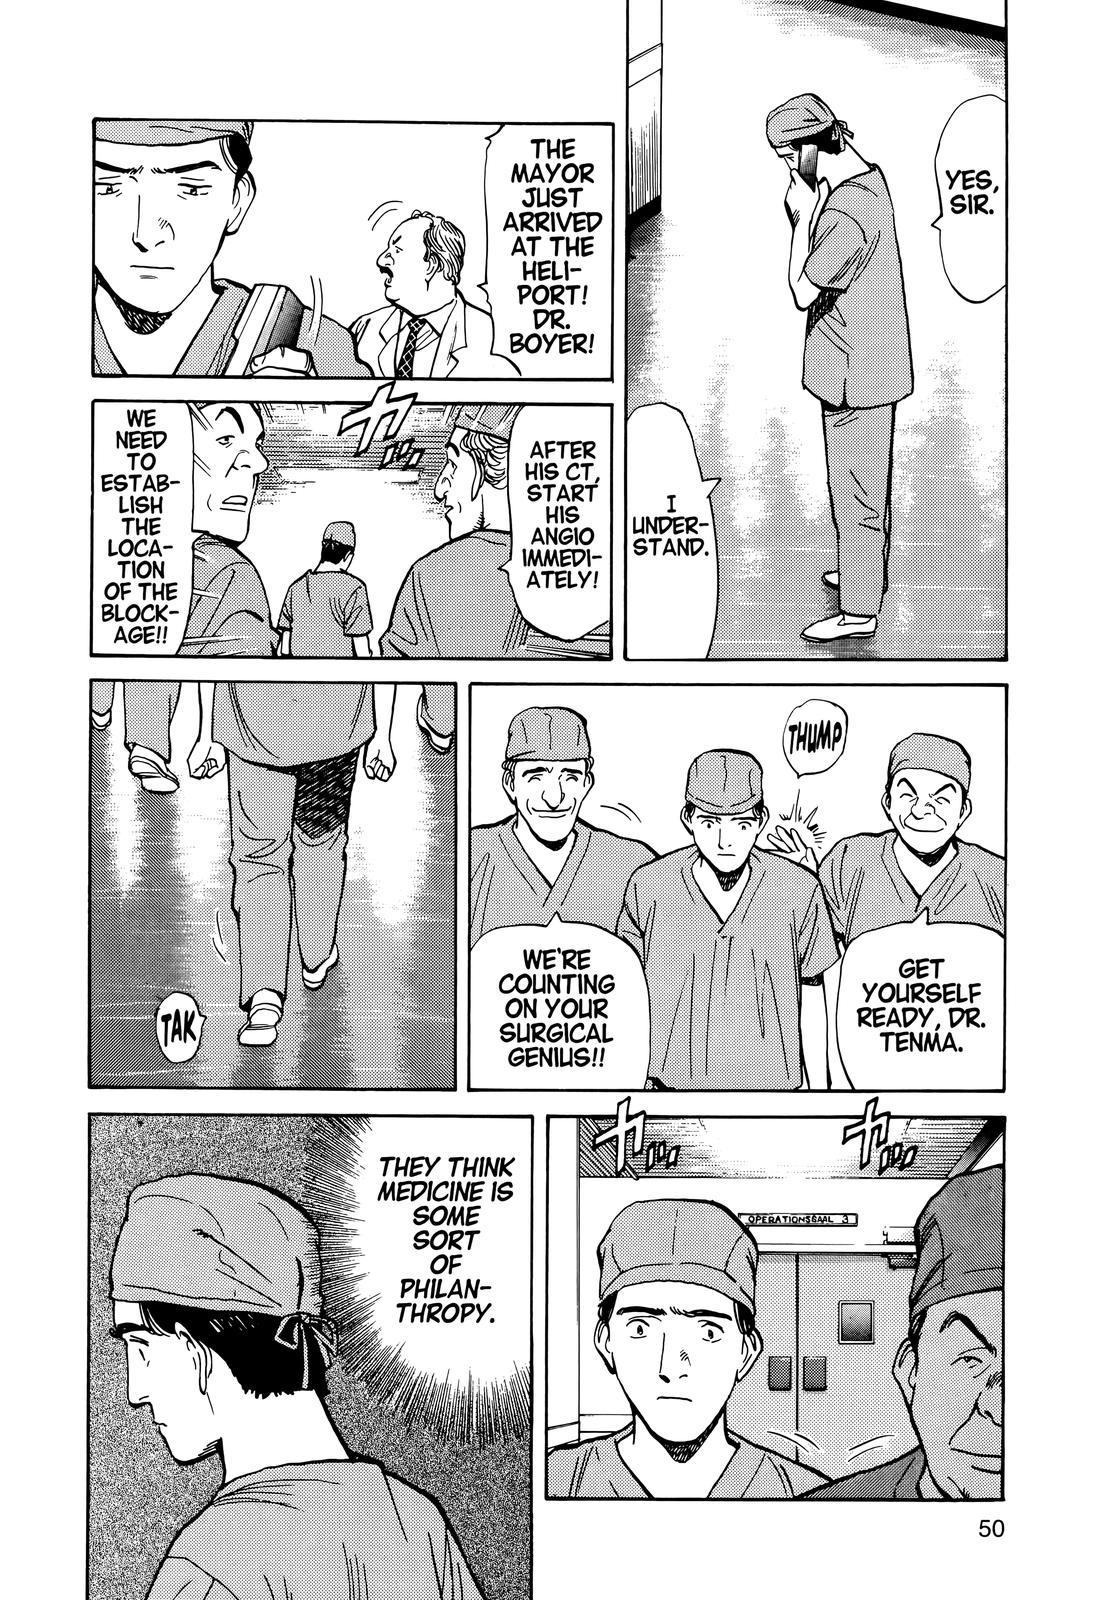 YES,
SIR.
I
UNDER-
STAND.
THE
MAYOR
JUST
ARRIVED
AT THE
HELI-
PORT!
DR.
BOYER!
AFTER
HIS CT,
START
HIS
ANGIO
IMMEDI-
ATELY!
WE
NEED
TO
ESTAB-
LISH
THE
LOCA-
TION
OF THE
BLOCK-
AGE!!
カ
THUMP
GET
YOURSELF
READY, DR.
TENMA.
WE'RE
COUNTING
ON YOUR
SURGICAL
GENIUS!!
TAK
カ
カ
OPERATIONSSAAL 3
THEY THINK
MEDICINE IS
SOME
SORT
OF
PHILAN-
THROPY.
50